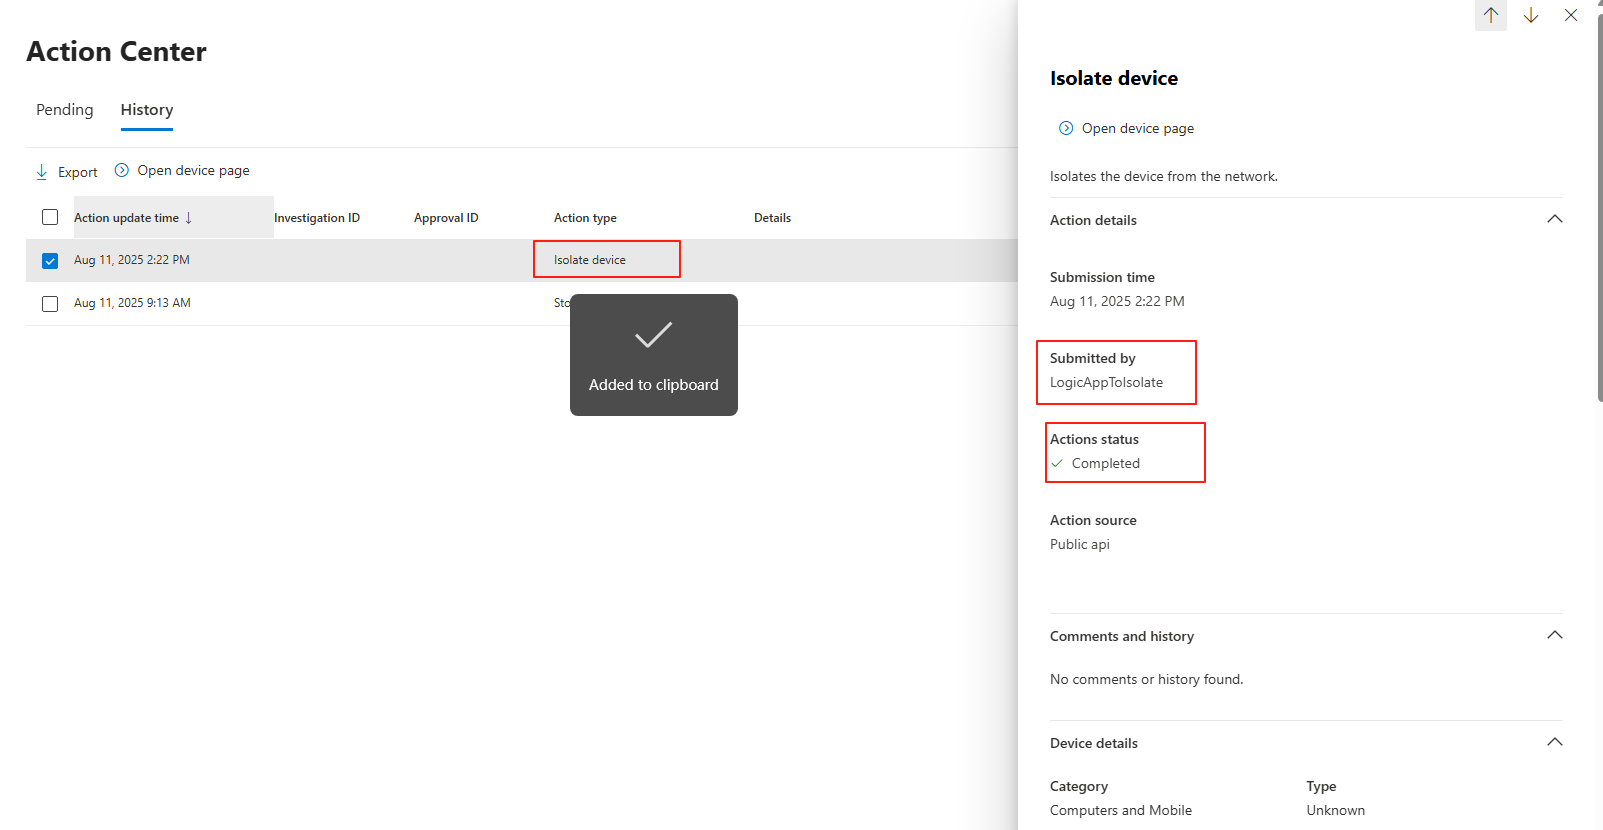 Action Center
Pending History
Export Open device page
Action update time ↓ Investigation ID Approval ID Action type Details
Aug 11, 2025 2:22 PM Isolate device
Aug 11, 2025 9:13 AM
Added to clipboard
Isolate device
Open device page
Isolates the device from the network.
Action details
Submission time
Aug 11, 2025 2:22 PM
Submitted by
LogicAppToIsolate
Actions status
Completed
Action source
Public api
Comments and history
No comments or history found.
Device details
Category Type
Computers and Mobile Unknown